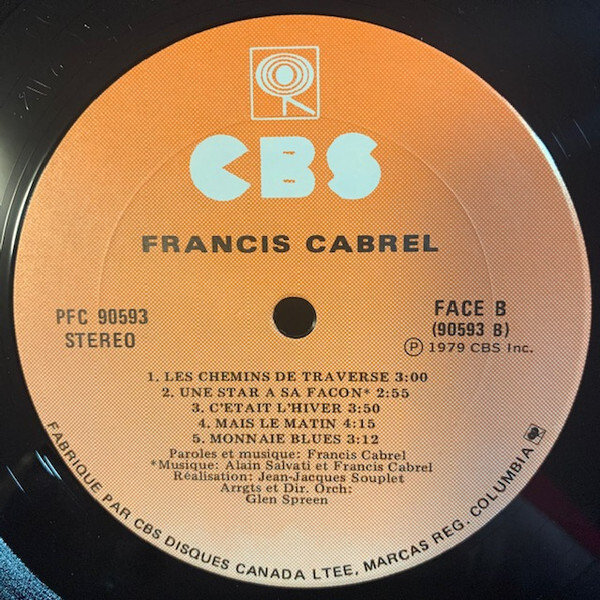 CBS
FRANCIS CABREL
PFC 90593
STEREO
FACE B
(90593 B)
℗ 1979 CBS Inc.
1. LES CHEMINS DE TRAVERSE 3:00
2. UNE STAR A SA FACON* 2:55
3. C'ETAIT L'HIVER 3:50
4. MAIS LE MATIN 4:15
5. MONNAIE BLUES 3:12
Paroles et musique: Francis Cabrel
*Musique: Alain Salvati et Francis Cabrel
Réalisation: Jean-Jacques Souplet
Arrgts et Dir. Orch:
Glen Spreen
FABRIQUE PAR CBS DISQUES CANADA LTEE, MARCAS REG. COLUMBIA